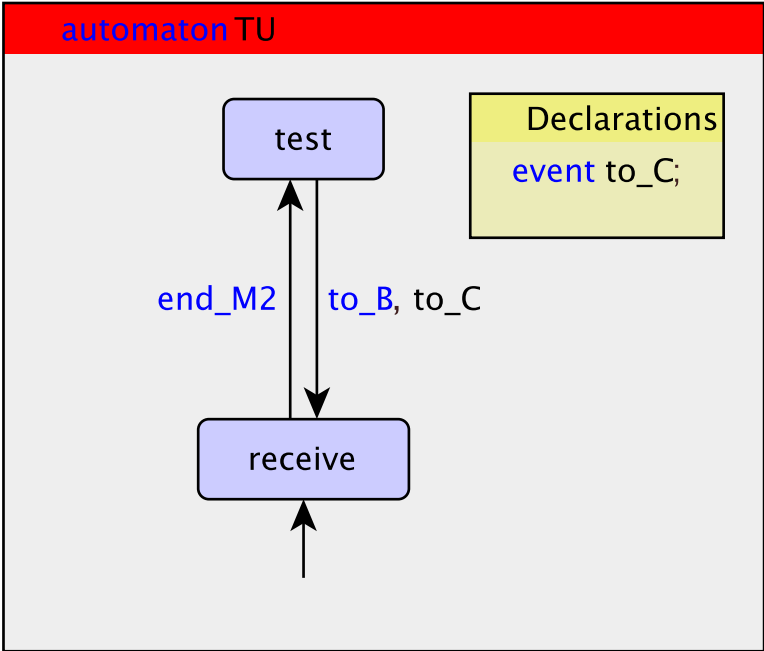 automaton TU
test
Declarations
event to_C;
end_M2
to_B, to_C
receive